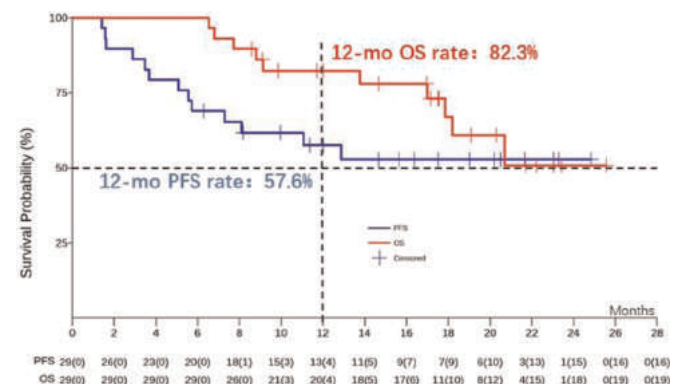 100
75
50
25
Survival Probability (%)
12-mo OS rate: 82.3%
12-mo PFS rate: 57.6%
PFS
OS
Censored
Months
0 2 4 6 8 10 12 14 16 18 20 22 24 26 28
PFS 29(0) 26(0) 23(0) 20(0) 18(1) 15(3) 13(4) 11(5) 9(7) 7(9) 6(10) 3(13) 1(15) 0(16) 0(16)
OS 29(0) 29(0) 29(0) 29(0) 26(0) 21(3) 20(4) 18(5) 17(6) 11(10) 8(12) 4(15) 1(18) 0(19) 0(19)